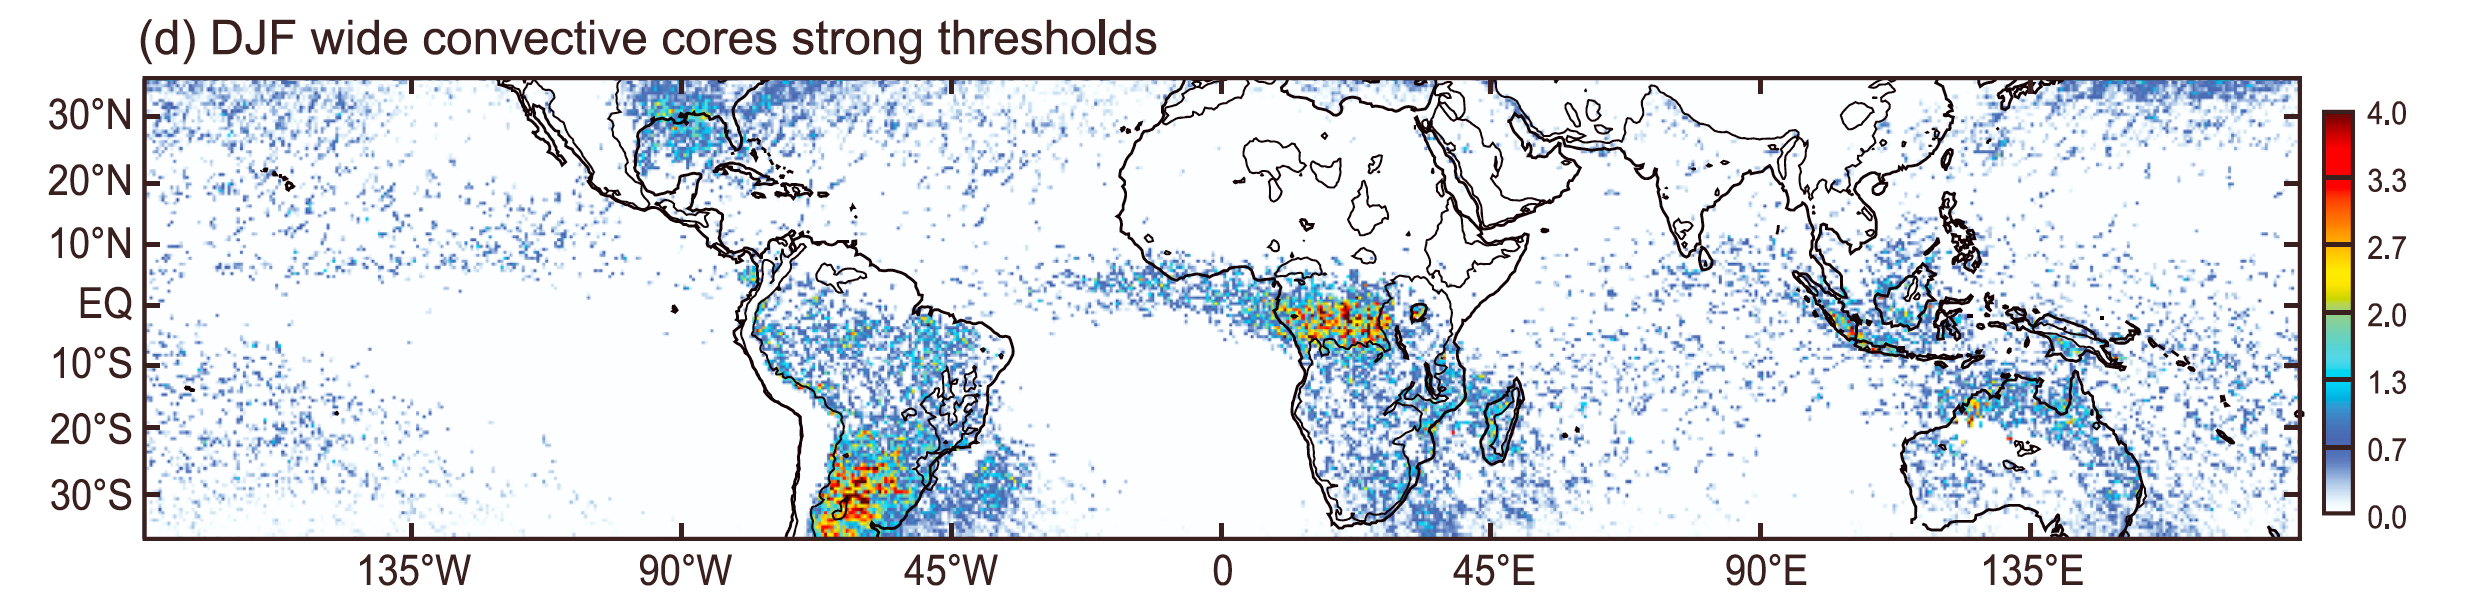 (d) DJF wide convective cores strong thresholds
30°N
20°N
10°N
EQ
10°S
20°S
30°S
135°W
90°W
45°W
0
45°E
90°E
135°E
4.0
3.3
2.7
2.0
1.3
0.7
0.0